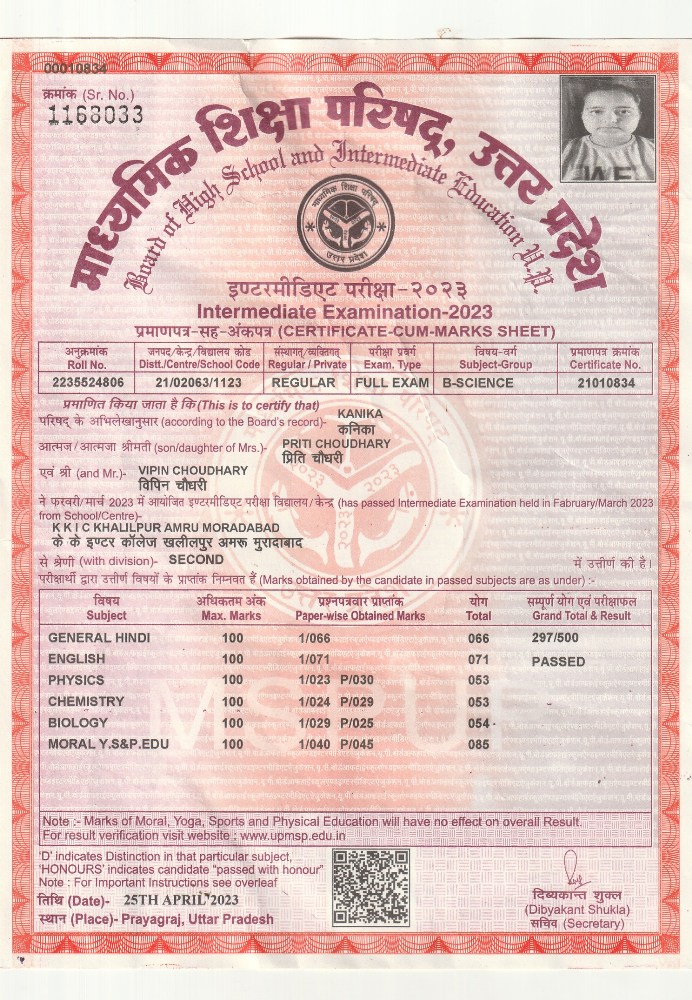 00010834
क्रमांक (Sr. No.)
1168033
माध्यमिक शिक्षा परिषद्, उत्तर प्रदेश
Board of High School and Intermediate Education U.P.
माध्यमिक शिक्षा परिषद्
उत्तर प्रदेश
इण्टरमीडिएट परीक्षा-२०२३
Intermediate Examination-2023
प्रमाणपत्र-सह-अंकपत्र (CERTIFICATE-CUM-MARKS SHEET)
अनुक्रमांक जनपद/केन्द्र/विद्यालय कोड संस्थागत/व्यक्तिगत परीक्षा प्रवर्ग विषय-वर्ग प्रमाणपत्र क्रमांक
Roll No. Distt./Centre/School Code Regular / Private Exam. Type Subject-Group Certificate No.
2235524806 21/02063/1123 REGULAR FULL EXAM B-SCIENCE 21010834
प्रमाणित किया जाता है कि (This is to certify that)
परिषद् के अभिलेखानुसार (according to the Board's record)- KANIKA
कनिका
आत्मज/आत्मजा श्रीमती (son/daughter of Mrs.)- PRITI CHOUDHARY
प्रिति चौधरी
एवं श्री (and Mr.)- VIPIN CHOUDHARY
विपिन चौधरी
ने फरवरी/मार्च 2023 में आयोजित इण्टरमीडिएट परीक्षा विद्यालय/केन्द्र (has passed Intermediate Examination held in Fabruary/March 2023
from School/Centre)-
K K I C KHALILPUR AMRU MORADABAD
के के इण्टर कॉलेज खलीलपुर अमरू मुरादाबाद
से श्रेणी (with division)- SECOND में उत्तीर्ण की है।
परीक्षार्थी द्वारा उत्तीर्ण विषयों के प्राप्तांक निम्नवत हैं (Marks obtained by the candidate in passed subjects are as under) :-
विषय अधिकतम अंक प्रश्नपत्रवार प्राप्तांक योग सम्पूर्ण योग एवं परीक्षाफल
Subject Max. Marks Paper-wise Obtained Marks Total Grand Total & Result
GENERAL HINDI 100 1/066 066 297/500
ENGLISH 100 1/071 071 PASSED
PHYSICS 100 1/023 P/030 053
CHEMISTRY 100 1/024 P/029 053
BIOLOGY 100 1/029 P/025 054
MORAL Y.S&P.EDU 100 1/040 P/045 085
Note :- Marks of Moral, Yoga, Sports and Physical Education will have no effect on overall Result.
For result verification visit website : www.upmsp.edu.in
'D' indicates Distinction in that particular subject,
'HONOURS' indicates candidate "passed with honour"
Note : For Important Instructions see overleaf
तिथि (Date)- 25TH APRIL'2023
स्थान (Place)- Prayagraj, Uttar Pradesh
दिब्यकान्त शुक्ल
(Dibyakant Shukla)
सचिव (Secretary)